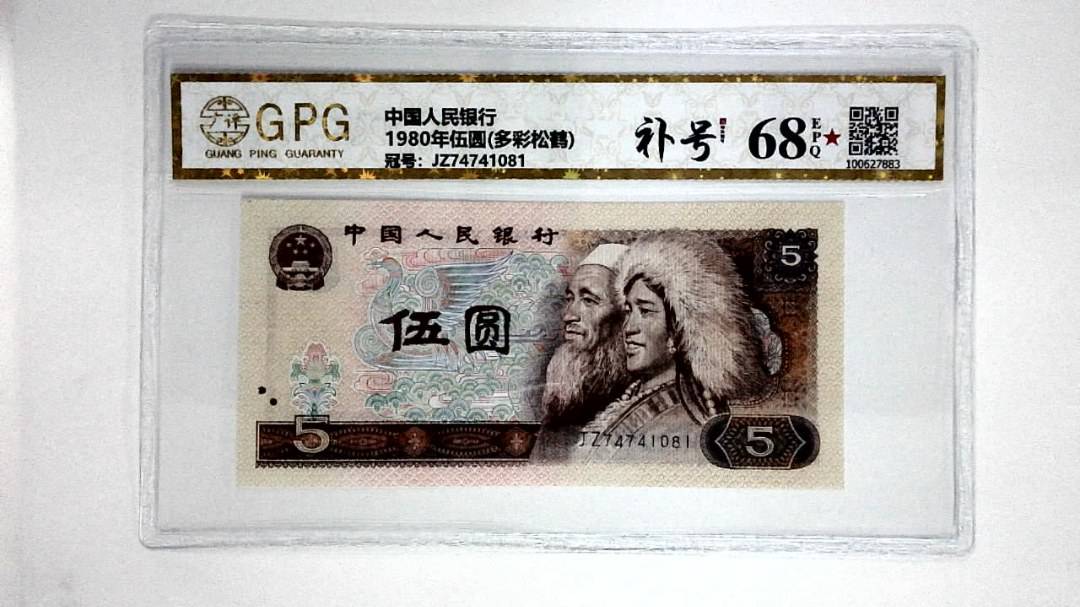 广评
GPG
GUANG PING GUARANTY
中国人民银行
1980年伍圆(多彩松鹤)
冠号：JZ74741081
补号
68
EPQ
100627883
中国人民银行
5
伍圆
5
JZ74741081
5